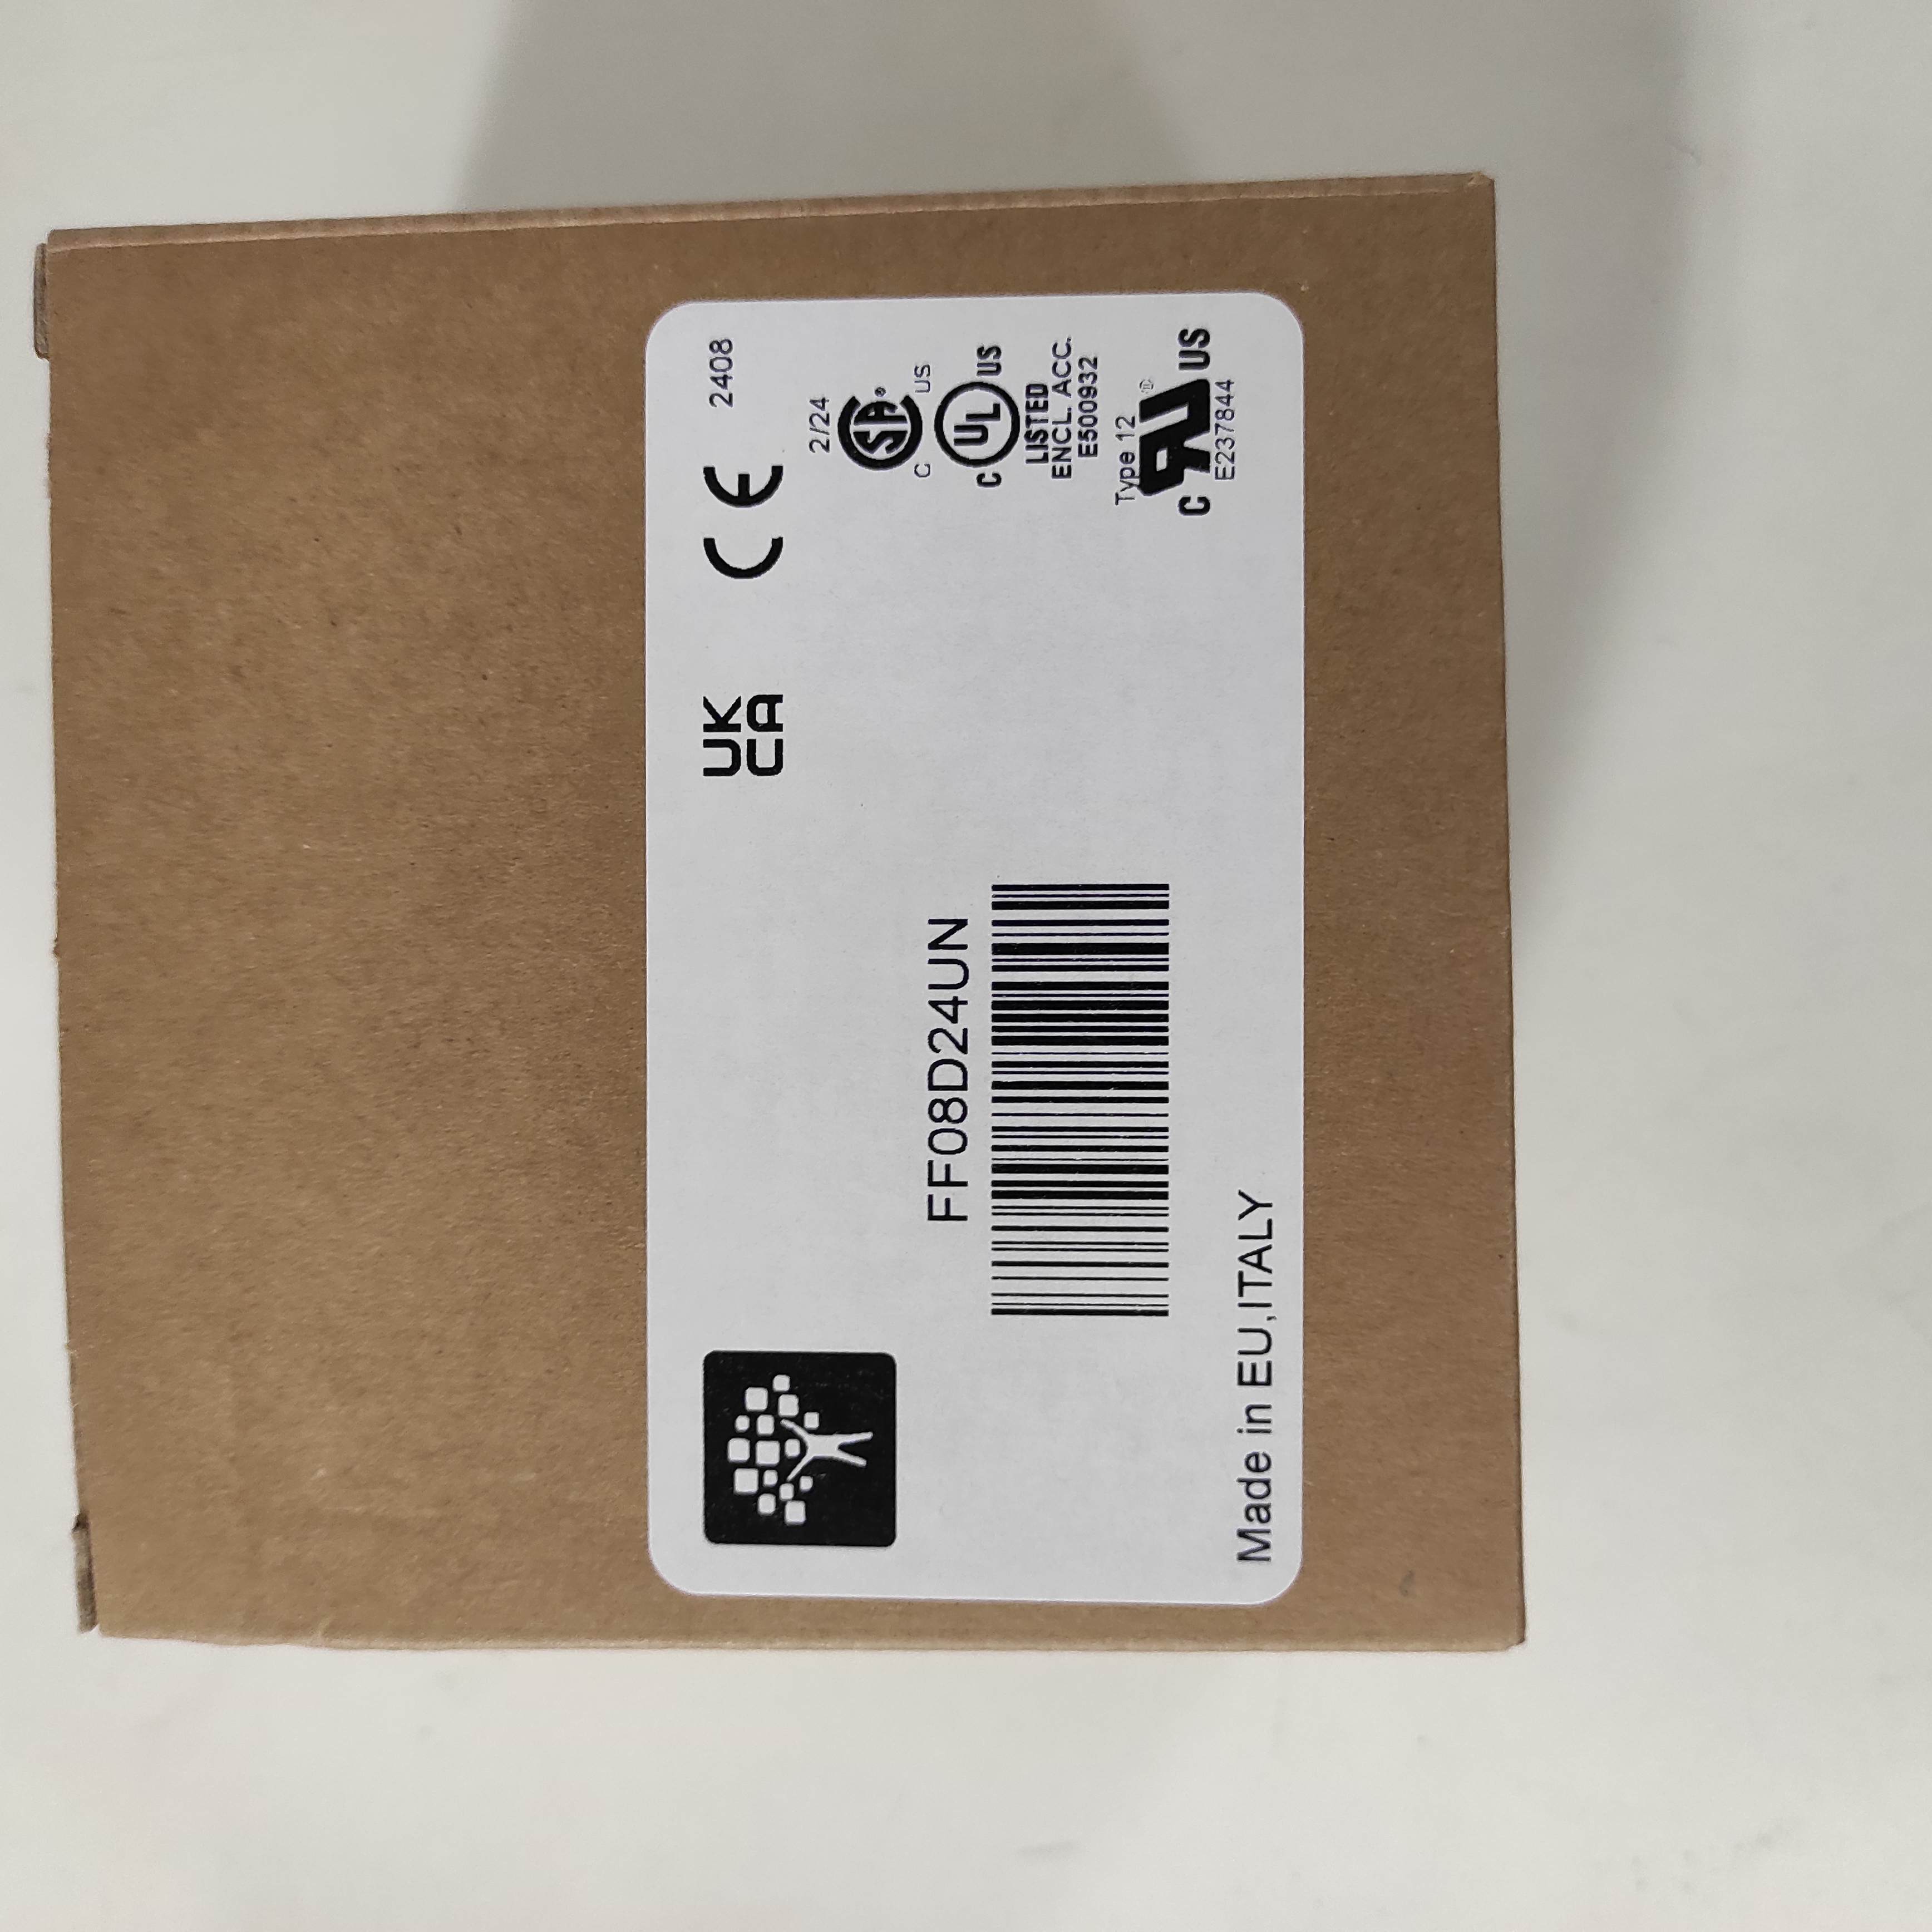 UK
CA
CE
2408
2/24
SA®
C US
C UL US
LISTED
ENCL. ACC.
E500932
Type 12
C RU® US
E237844
FF08D24UN
Made in EU,ITALY